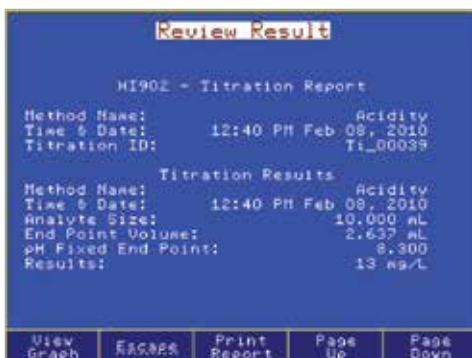 Review Result
HI902 - Titration Report
Method Name: Acidity
Time & Date: 12:40 PM Feb 08, 2010
Titration ID: Ti_00039
Titration Results
Method Name: Acidity
Time & Date: 12:40 PM Feb 08, 2010
Analyte Size: 10.000 mL
End Point Volume: 2.637 mL
pH Fixed End Point: 8.300
Results: 13 mg/L
View Graph Escape Print Report Page Up Page Down